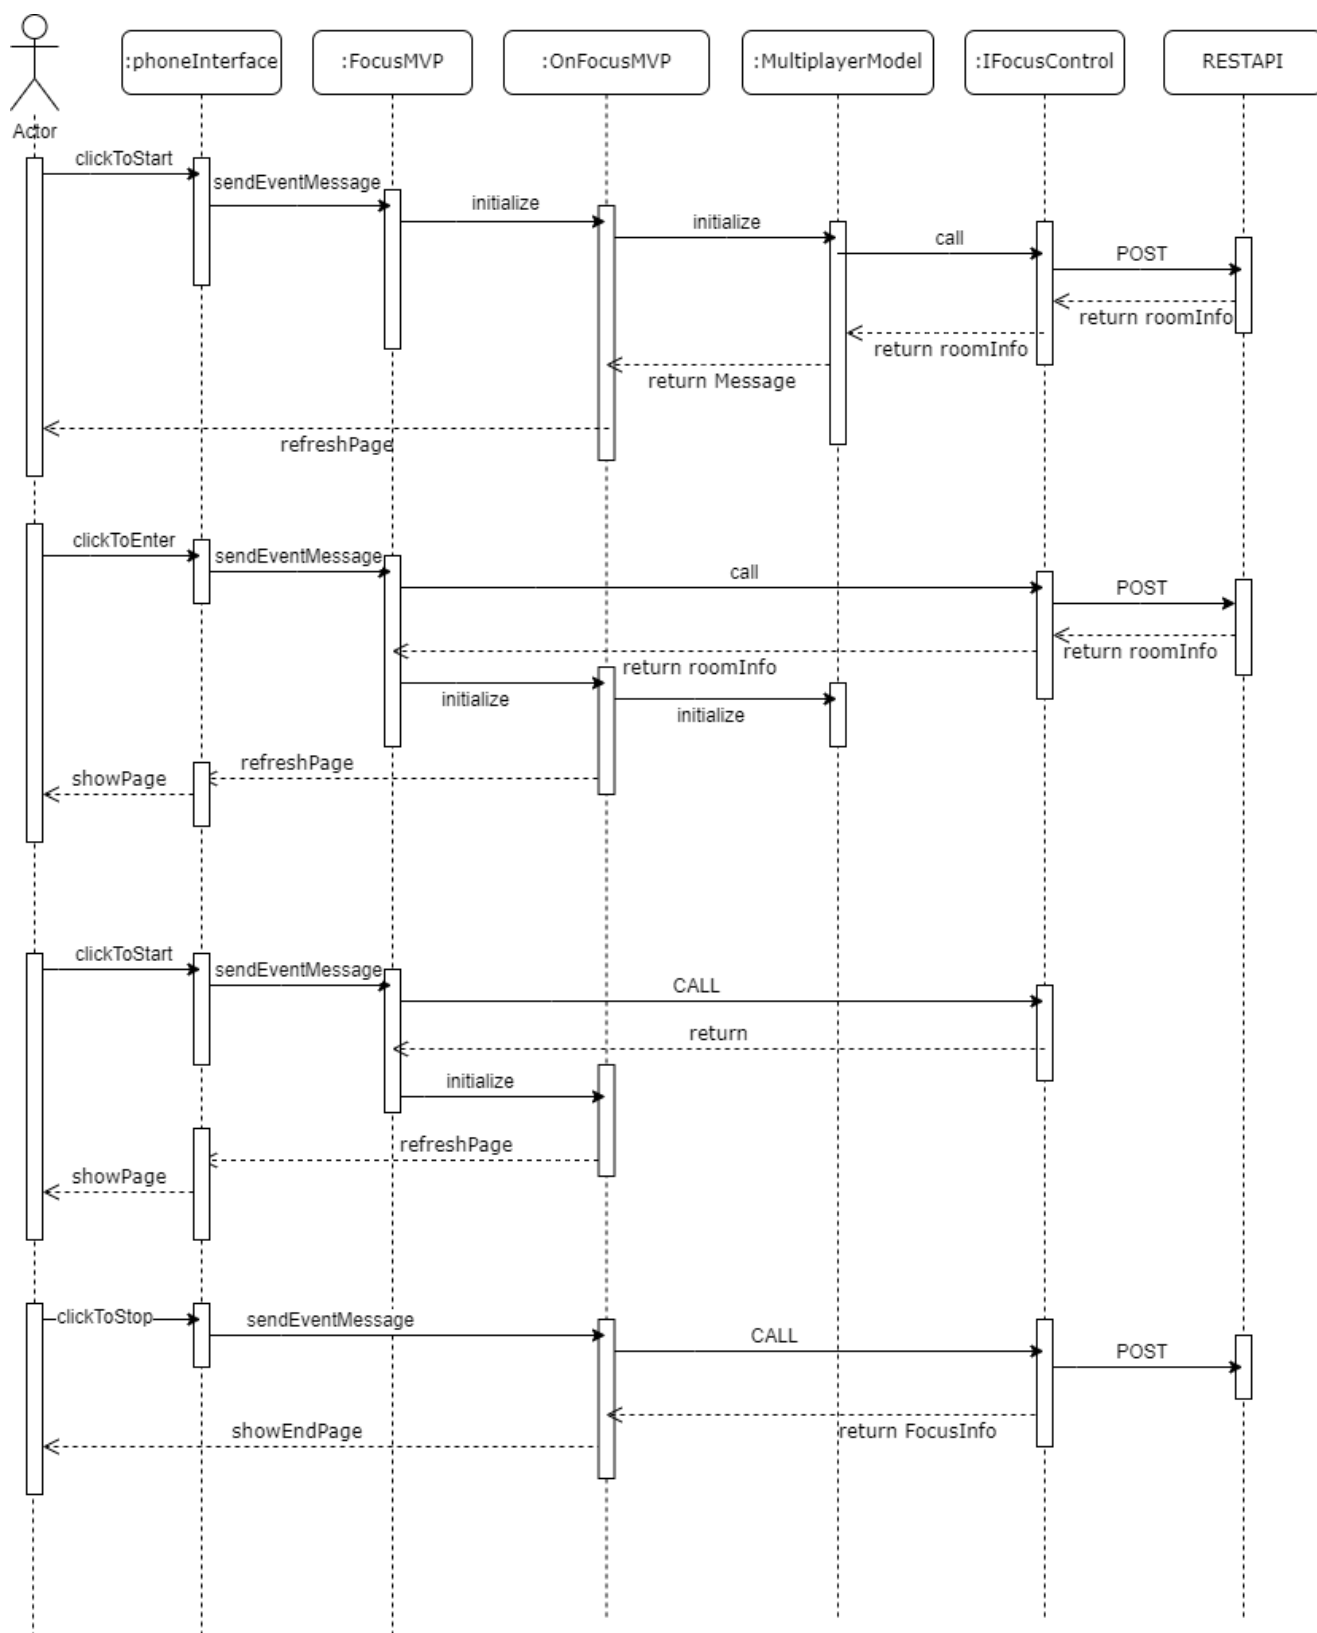 :phoneInterface
:FocusMVP
:OnFocusMVP
:MultiplayerModel
:IFocusControl
RESTAPI
Actor
clickToStart
sendEventMessage
initialize
initialize
call
POST
return roomInfo
return roomInfo
return Message
refreshPage
clickToEnter
sendEventMessage
call
POST
return roomInfo
return roomInfo
initialize
initialize
refreshPage
showPage
clickToStart
sendEventMessage
CALL
return
initialize
refreshPage
showPage
clickToStop
sendEventMessage
CALL
POST
return FocusInfo
showEndPage